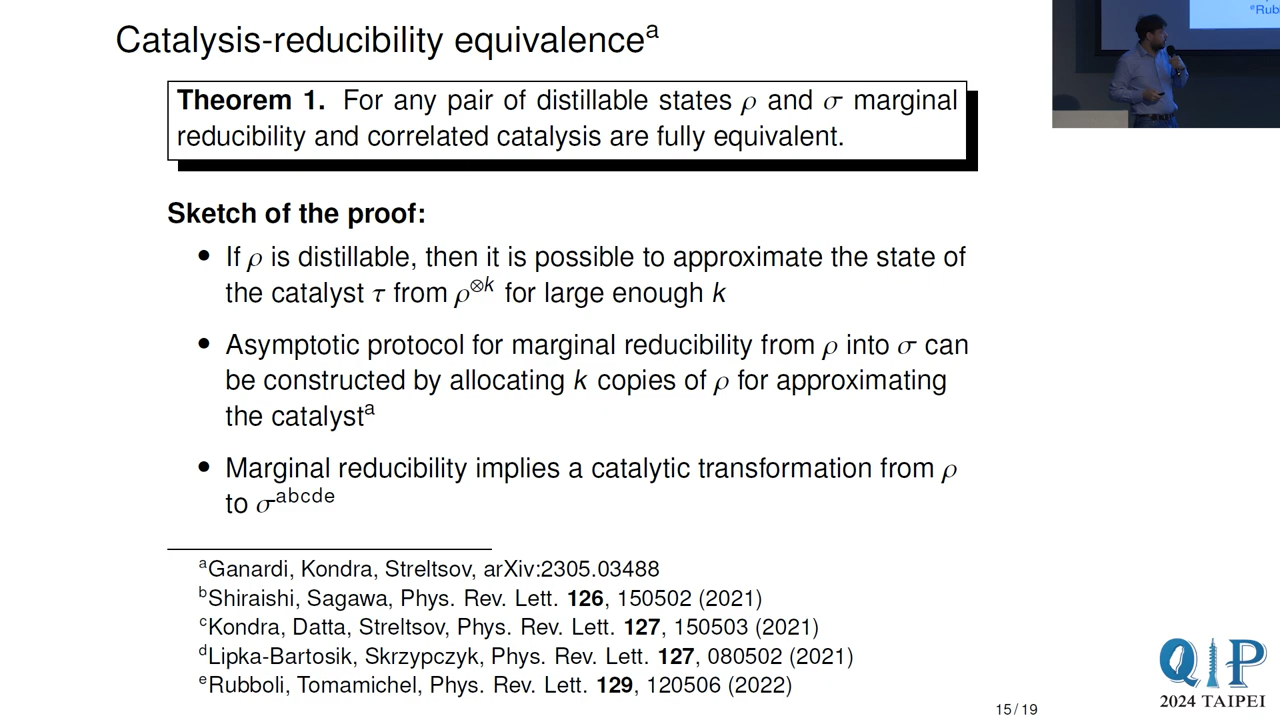 Catalysis-reducibility equivalenceᵃ
Theorem 1. For any pair of distillable states ρ and σ marginal
reducibility and correlated catalysis are fully equivalent.
Sketch of the proof:
• If ρ is distillable, then it is possible to approximate the state of
the catalyst τ from ρ⊗ᵏ for large enough k
• Asymptotic protocol for marginal reducibility from ρ into σ can
be constructed by allocating k copies of ρ for approximating
the catalystᵃ
• Marginal reducibility implies a catalytic transformation from ρ
to σᵃᵇᶜᵈᵉ
ᵃGanardi, Kondra, Streltsov, arXiv:2305.03488
ᵇShiraishi, Sagawa, Phys. Rev. Lett. 126, 150502 (2021)
ᶜKondra, Datta, Streltsov, Phys. Rev. Lett. 127, 150503 (2021)
ᵈLipka-Bartosik, Skrzypczyk, Phys. Rev. Lett. 127, 080502 (2021)
ᵉRubboli, Tomamichel, Phys. Rev. Lett. 129, 120506 (2022)
15 / 19
ᵉRub
QIP
2024 TAIPEI